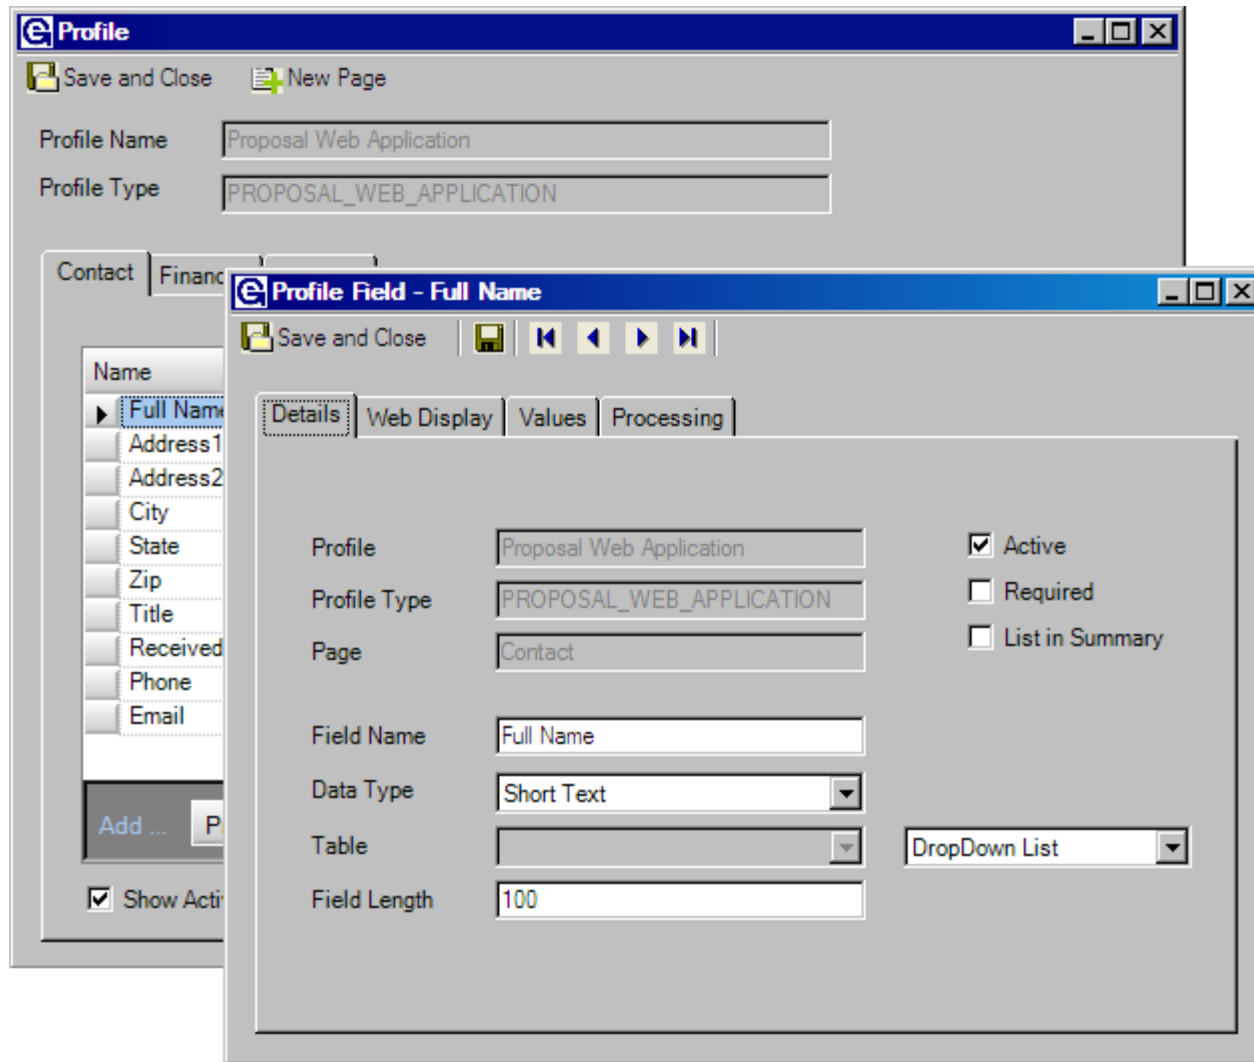 Profile
Save and Close New Page
Profile Name Proposal Web Application
Profile Type PROPOSAL_WEB_APPLICATION
Contact Financ
Name
Full Name
Address1
Address2
City
State
Zip
Title
Received
Phone
Email
Add ... P
Show Acti
Profile Field - Full Name
Save and Close
Details Web Display Values Processing
Profile Proposal Web Application Active
Profile Type PROPOSAL_WEB_APPLICATION Required
Page Contact List in Summary
Field Name Full Name
Data Type Short Text
Table DropDown List
Field Length 100